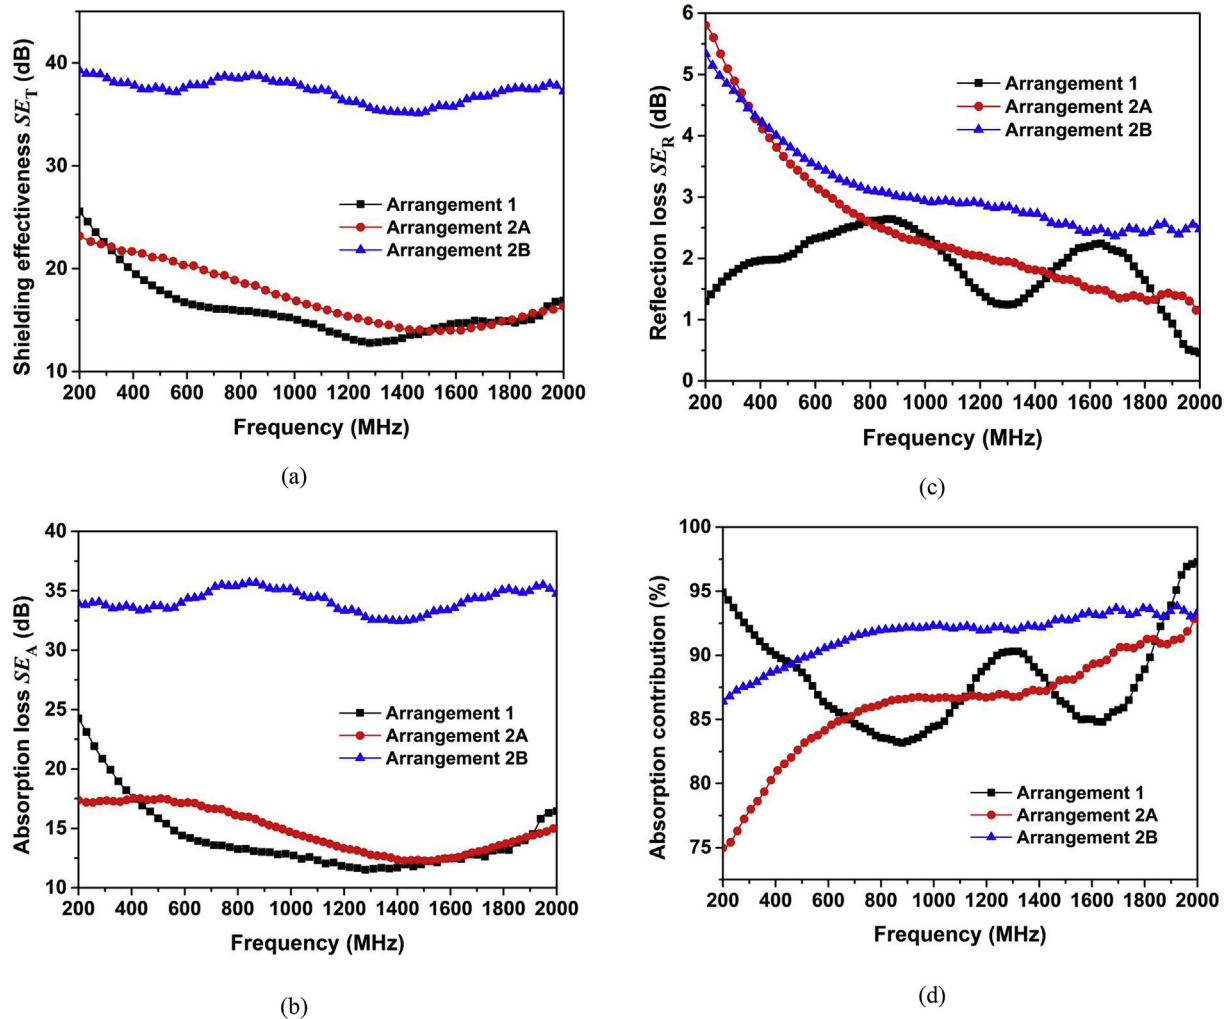 Shielding effectiveness SE_T (dB)
40
30
20
10
Arrangement 1
Arrangement 2A
Arrangement 2B
200 400 600 800 1000 1200 1400 1600 1800 2000
Frequency (MHz)
(a)
Reflection loss SE_R (dB)
6
5
4
3
2
1
0
Arrangement 1
Arrangement 2A
Arrangement 2B
200 400 600 800 1000 1200 1400 1600 1800 2000
Frequency (MHz)
(c)
Absorption loss SE_A (dB)
40
35
30
25
20
15
10
Arrangement 1
Arrangement 2A
Arrangement 2B
200 400 600 800 1000 1200 1400 1600 1800 2000
Frequency (MHz)
(b)
Absorption contribution (%)
100
95
90
85
80
75
Arrangement 1
Arrangement 2A
Arrangement 2B
200 400 600 800 1000 1200 1400 1600 1800 2000
Frequency (MHz)
(d)